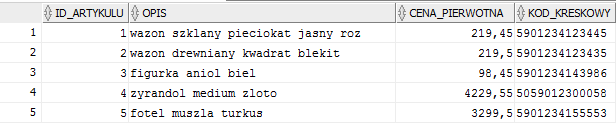 ID_ARTYKULU OPIS CENA_PIERWOTNA KOD_KRESKOWY
1 1 wazon szklany pieciokat jasny roz 219,45 5901234123445
2 2 wazon drewniany kwadrat blekit 219,5 5901234123435
3 3 figurka aniol biel 98,45 5901234143986
4 4 zyrandol medium zloto 4229,55 5059012300058
5 5 fotel muszla turkus 3299,5 5901234155553